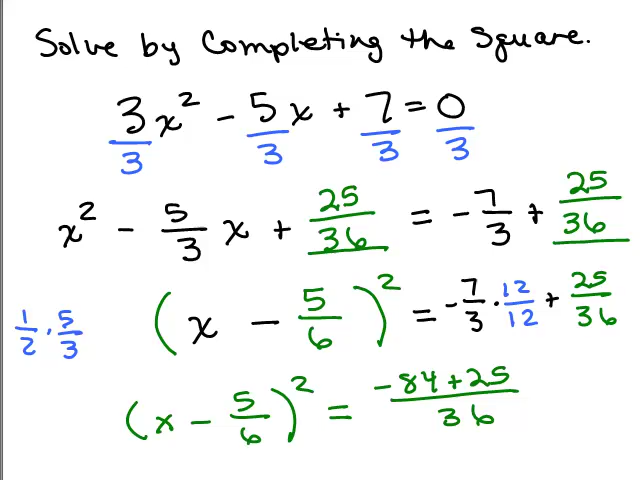 Solve by Completing the Square.
3x² - 5x + 7 = 0
3 3 3 3
x² - 5/3 x + 25/36 = -7/3 + 25/36
1/2 · 5/3 (x - 5/6)² = -7/3 · 12/12 + 25/36
(x - 5/6)² = -84+25/36